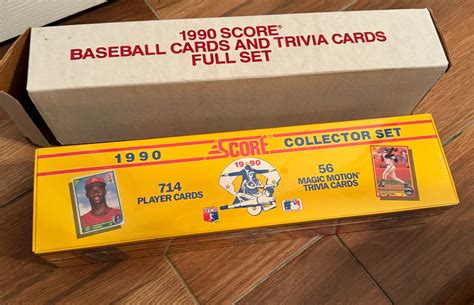 1990 SCORE®
BASEBALL CARDS AND TRIVIA CARDS
FULL SET
1990
SCORE®
COLLECTOR SET
714
PLAYER CARDS
1990
56
MAGIC MOTION
TRIVIA CARDS